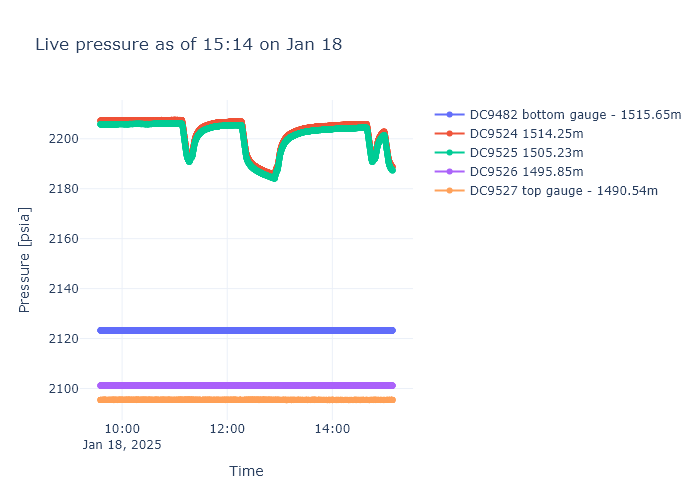 Live pressure as of 15:14 on Jan 18
DC9482 bottom gauge - 1515.65m
DC9524 1514.25m
DC9525 1505.23m
DC9526 1495.85m
DC9527 top gauge - 1490.54m
Pressure [psia]
2200
2180
2160
2140
2120
2100
10:00
12:00
14:00
Jan 18, 2025
Time